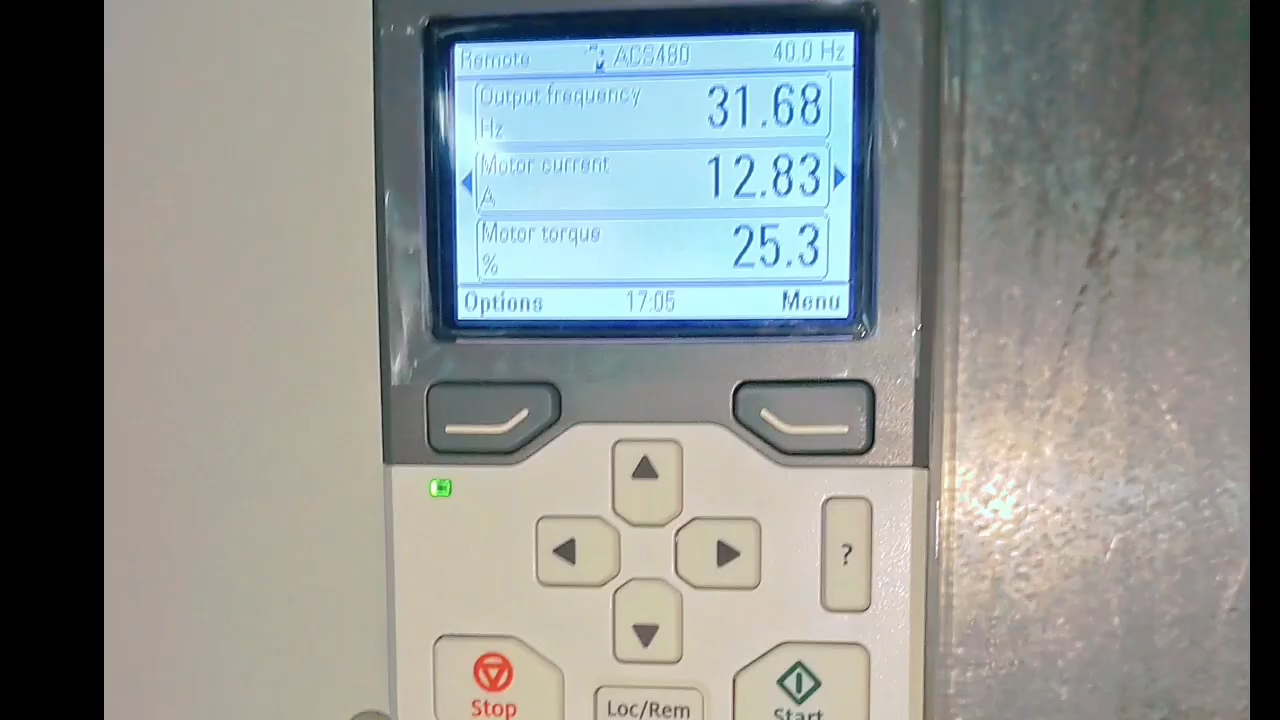 Remote ACS480 40.0 Hz
Output frequency 31.68
Hz
Motor current 12.83
A
Motor torque 25.3
%
Options 17:05 Menu
?
Stop Loc/Rem Start